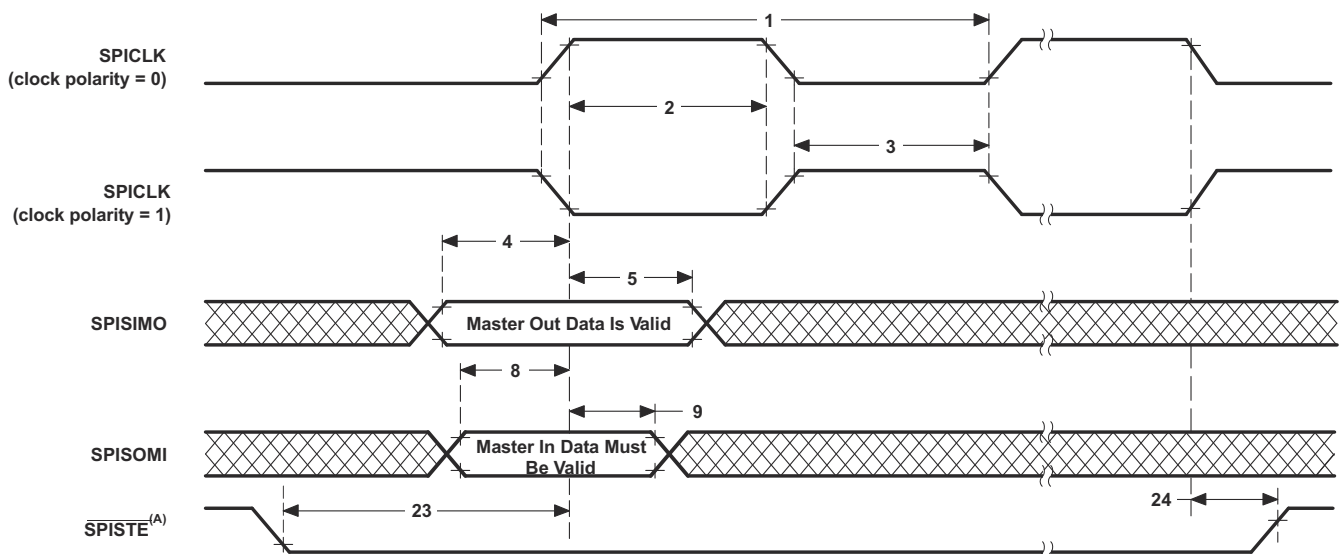 1
SPICLK
(clock polarity = 0)
2
3
SPICLK
(clock polarity = 1)
4
5
SPISIMO
Master Out Data Is Valid
8
9
SPISOMI
Master In Data Must
Be Valid
23
24
SPISTE(A)